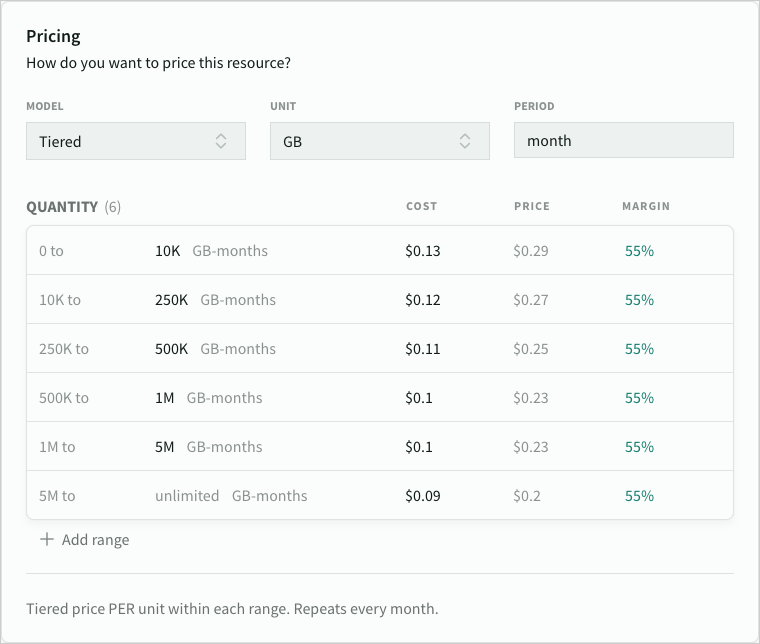 Pricing
How do you want to price this resource?
MODEL UNIT PERIOD
Tiered GB month
QUANTITY (6) COST PRICE MARGIN
0 to 10K GB-months $0.13 $0.29 55%
10K to 250K GB-months $0.12 $0.27 55%
250K to 500K GB-months $0.11 $0.25 55%
500K to 1M GB-months $0.1 $0.23 55%
1M to 5M GB-months $0.1 $0.23 55%
5M to unlimited GB-months $0.09 $0.2 55%
+ Add range
Tiered price PER unit within each range. Repeats every month.